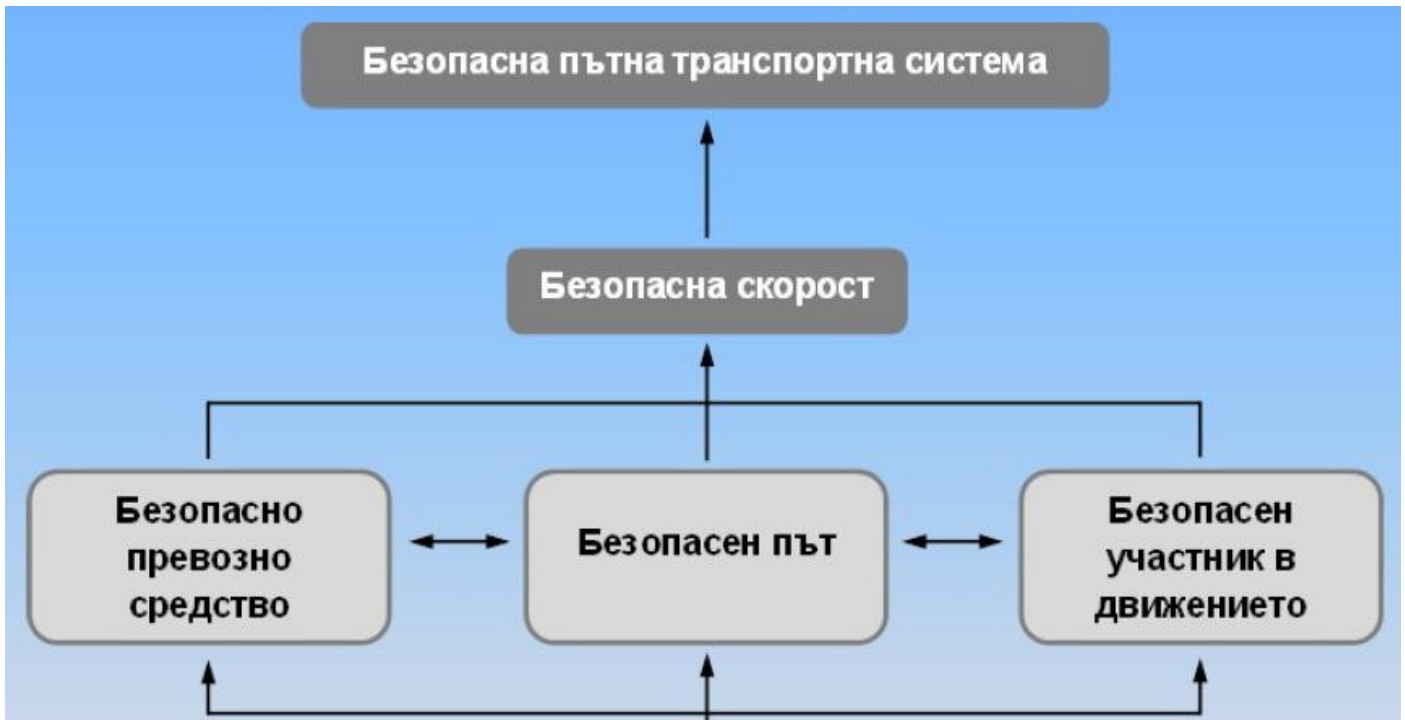 Безопасна пътна транспортна система
Безопасна скорост
Безопасно
превозно
средство
Безопасен път
Безопасен
участник в
движението